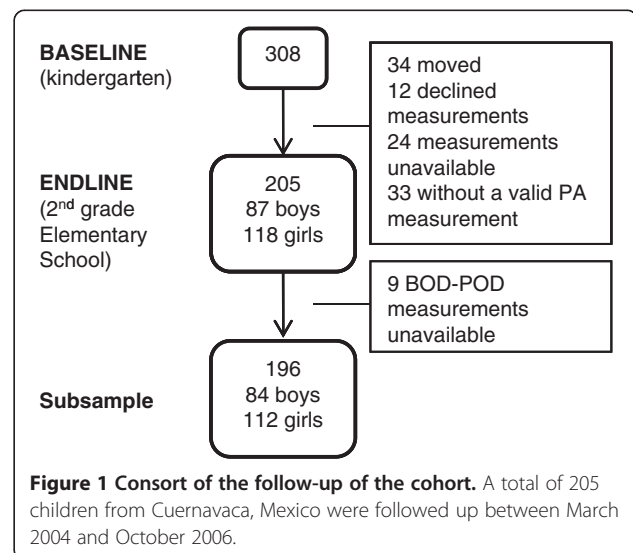 BASELINE
(kindergarten)
308
34 moved
12 declined
measurements
24 measurements
unavailable
33 without a valid PA
measurement
ENDLINE
(2nd grade
Elementary
School)
205
87 boys
118 girls
9 BOD-POD
measurements
unavailable
Subsample
196
84 boys
112 girls
Figure 1 Consort of the follow-up of the cohort. A total of 205
children from Cuernavaca, Mexico were followed up between March
2004 and October 2006.